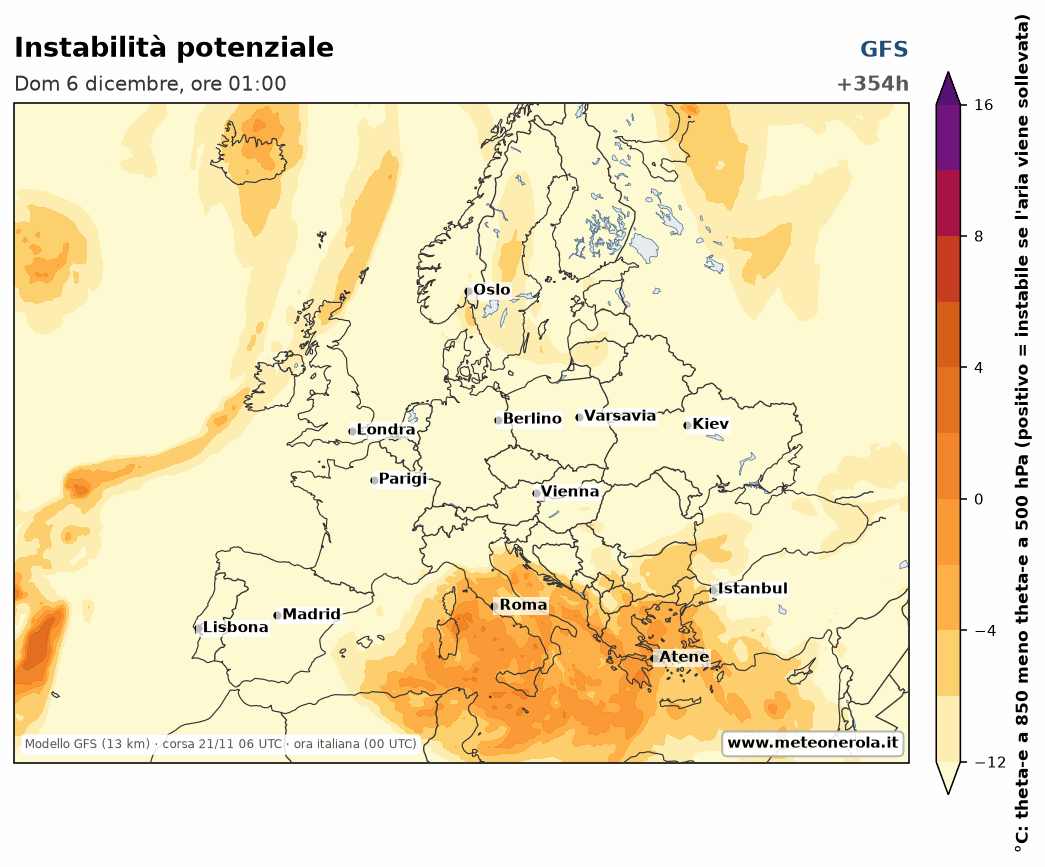 Instabilità potenziale
GFS
Dom 6 dicembre, ore 01:00
+354h
Oslo
Londra
Berlino
Varsavia
Kiev
Parigi
Vienna
Istanbul
Roma
Madrid
Lisbona
Atene
Modello GFS (13 km) · corsa 21/11 06 UTC · ora italiana (00 UTC)
www.meteonerola.it
16
8
4
0
−4
−12
°C: theta-e a 850 meno theta-e a 500 hPa (positivo = instabile se l'aria viene sollevata)